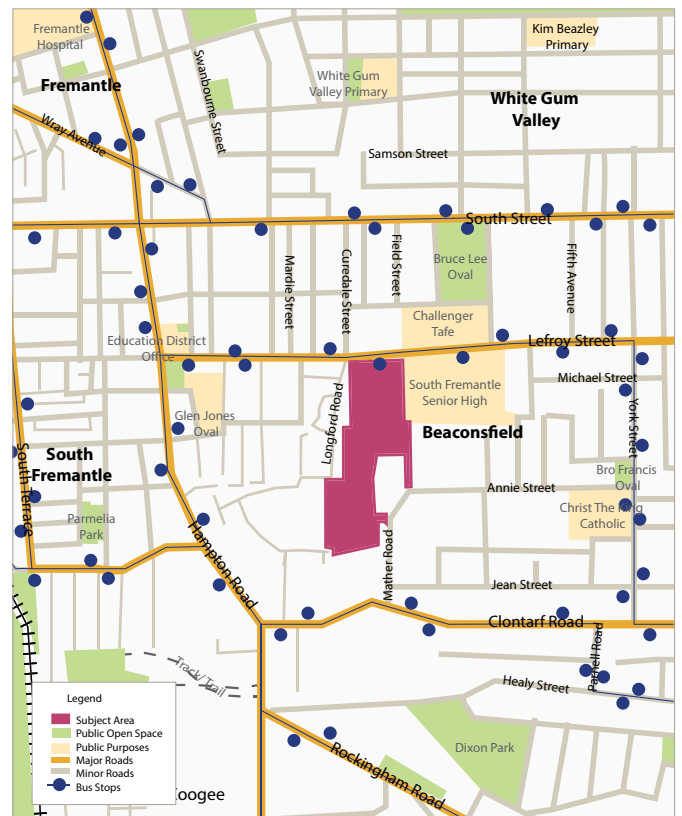 Fremantle
Hospital
Kim Beazley
Primary
Swanbourne Street
White Gum
Valley Primary
Fremantle
White Gum
Valley
Wray Avenue
Samson Street
South Street
Mardie Street
Curedale Street
Field Street
Bruce Lee
Oval
Fifth Avenue
Challenger
Tafe
Education District
Office
Lefroy Street
Michael Street
South Fremantle
Senior High
Longford Road
Glen Jones
Oval
York Street
Beaconsfield
South
Fremantle
South Terrace
Bro Francis
Oval
Annie Street
Christ The King
Catholic
Parmelia
Park
Hampton Road
Mather Road
Jean Street
Clontarf Road
Parnell Road
Track/Trail
Healy Street
Dixon Park
Rockingham Road
Legend
Subject Area
Public Open Space
Public Purposes
Major Roads
Minor Roads
Bus Stops
Coogee